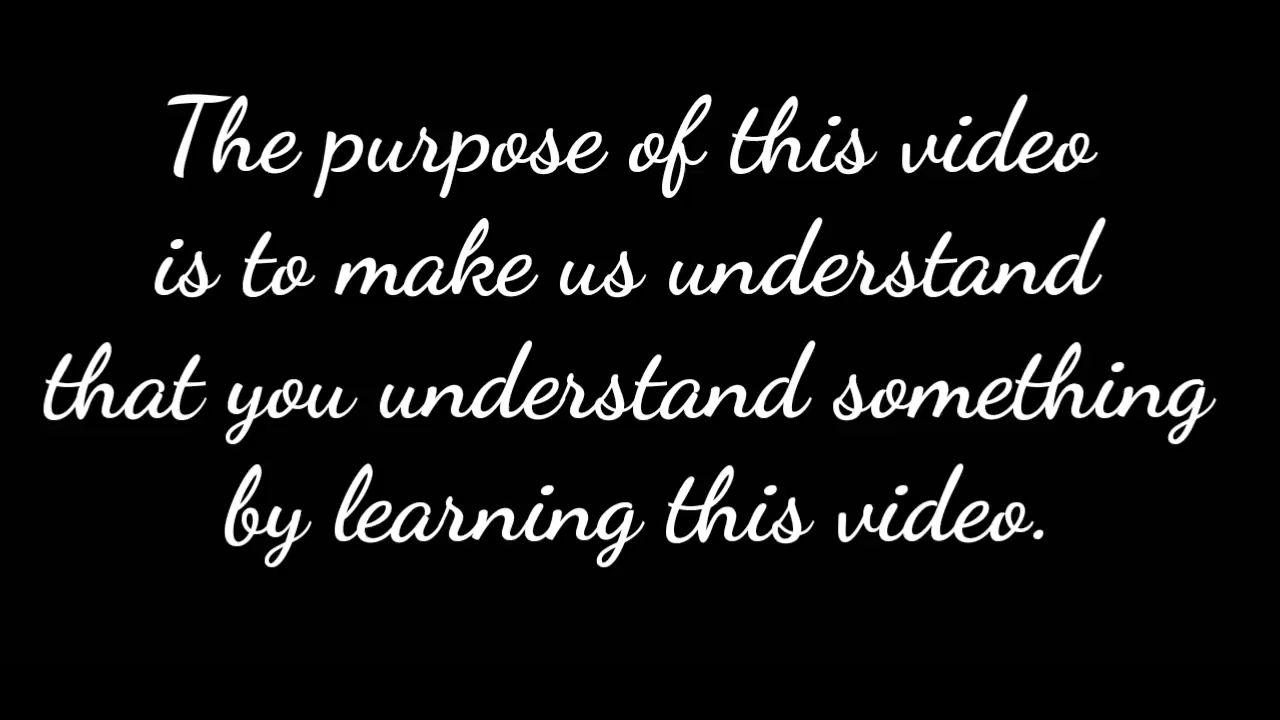 The purpose of this video
is to make us understand
that you understand something
by learning this video.